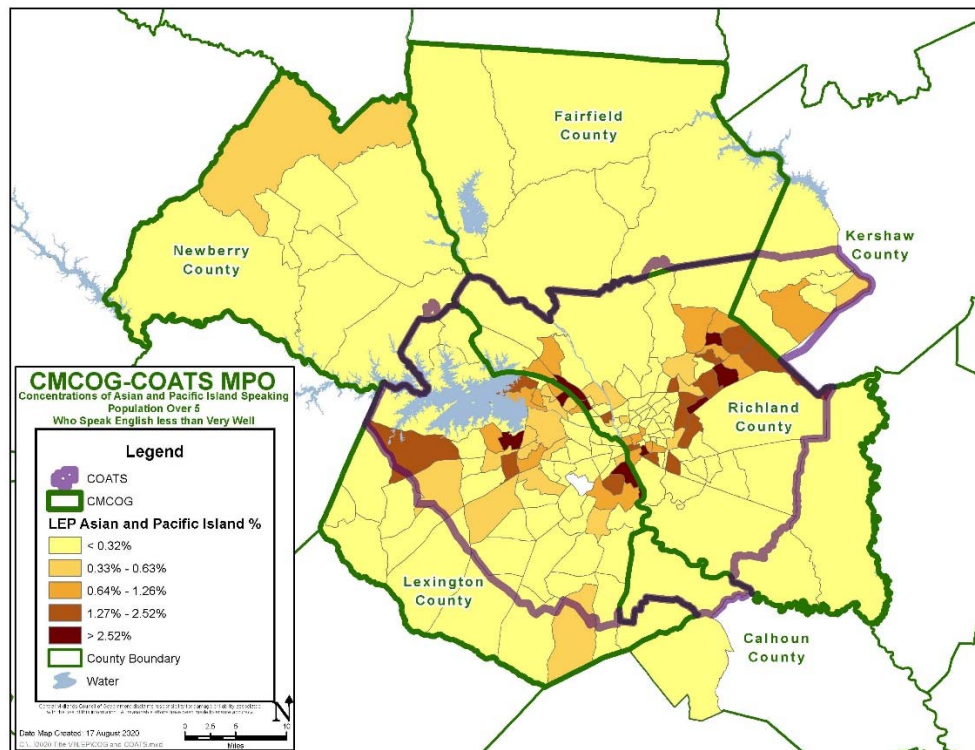 Fairfield
County
Newberry
County
Kershaw
County
Richland
County
Lexington
County
Calhoun
County
CMCOG-COATS MPO
Concentrations of Asian and Pacific Island Speaking
Population Over 5
Who Speak English less than Very Well
Legend
COATS
CMCOG
LEP Asian and Pacific Island %
< 0.32%
0.33% - 0.63%
0.64% - 1.26%
1.27% - 2.52%
> 2.52%
County Boundary
Water
N
Date Map Created: 17 August 2020
0 2.5 5 10
Miles